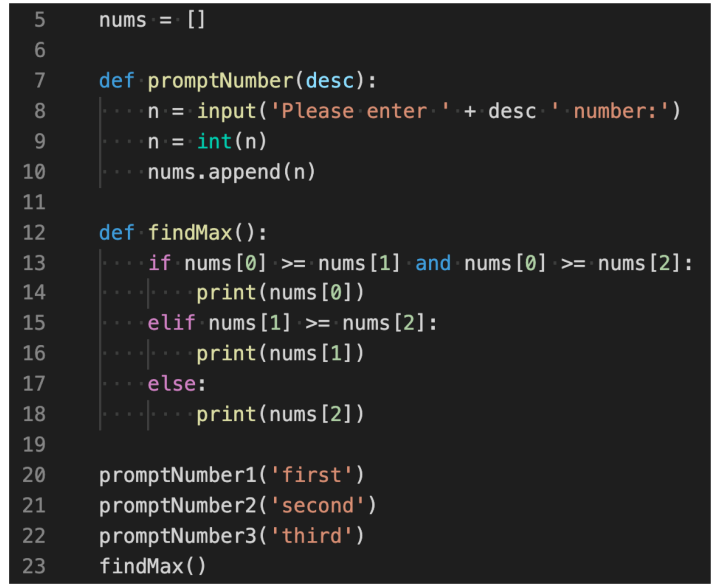 5 nums = []
6
7 def promptNumber(desc):
8 n = input('Please enter ' + desc ' number:')
9 n = int(n)
10 nums.append(n)
11
12 def findMax():
13 if nums[0] >= nums[1] and nums[0] >= nums[2]:
14 print(nums[0])
15 elif nums[1] >= nums[2]:
16 print(nums[1])
17 else:
18 print(nums[2])
19
20 promptNumber1('first')
21 promptNumber2('second')
22 promptNumber3('third')
23 findMax()